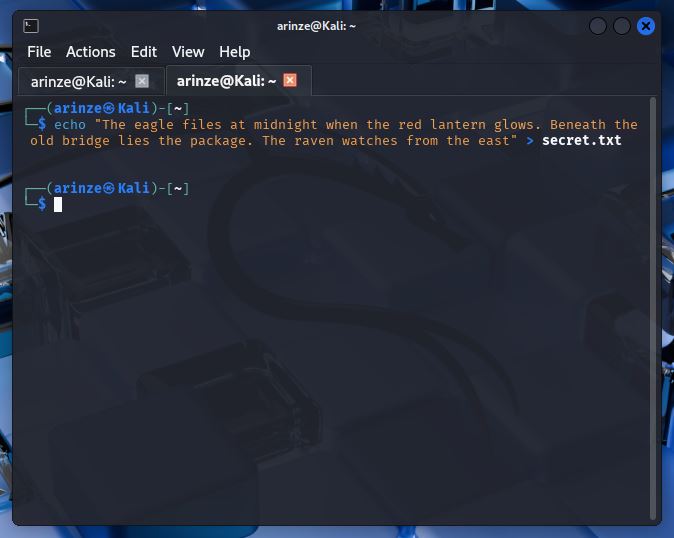 arinze@Kali: ~
File Actions Edit View Help
arinze@Kali: ~ arinze@Kali: ~
┌──(arinze㉿Kali)-[~]
└─$ echo "The eagle files at midnight when the red lantern glows. Beneath the
old bridge lies the package. The raven watches from the east" > secret.txt
┌──(arinze㉿Kali)-[~]
└─$